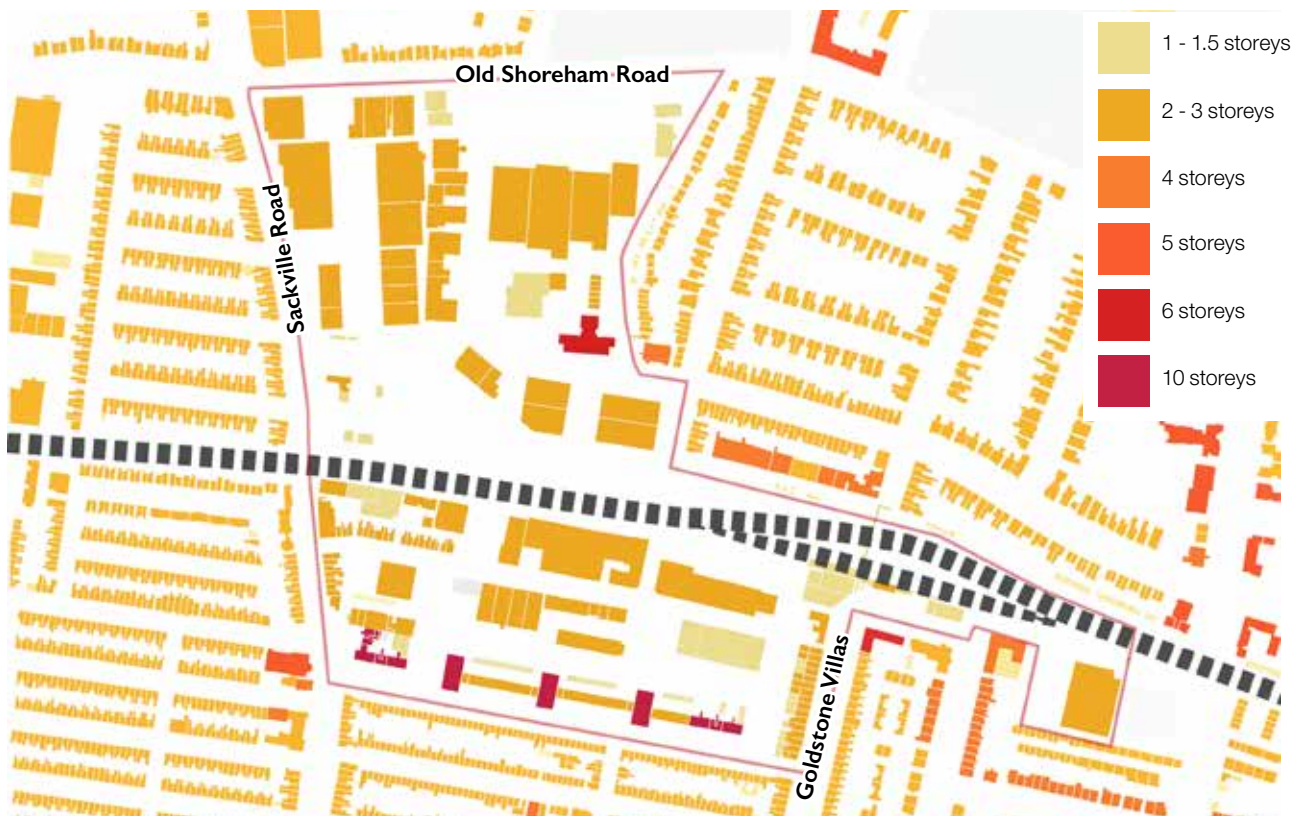 Old Shoreham Road
Sackville Road
Goldstone Villas
1 - 1.5 storeys
2 - 3 storeys
4 storeys
5 storeys
6 storeys
10 storeys